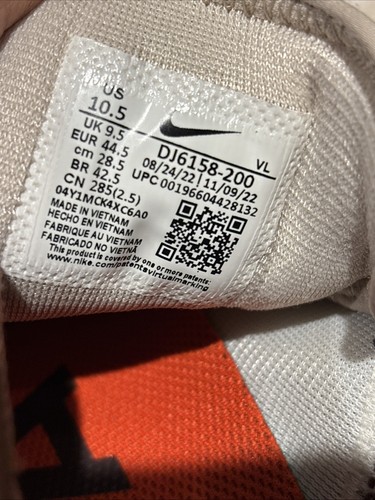 US
10.5
UK 9.5
EUR 44.5
cm 28.5
BR 42.5
CN 285(2.5)
04Y1MCK4XC6A0
VL
DJ6158-200
08/24/22 11/09/22
UPC 00196604428132
MADE IN VIETNAM
HECHO EN VIETNAM
FABRIQUE AU VIETNAM
FABRICADO NO VIETNÃ
This product is covered by one or more patents:
www.nike.com/patentsvirtualmarking